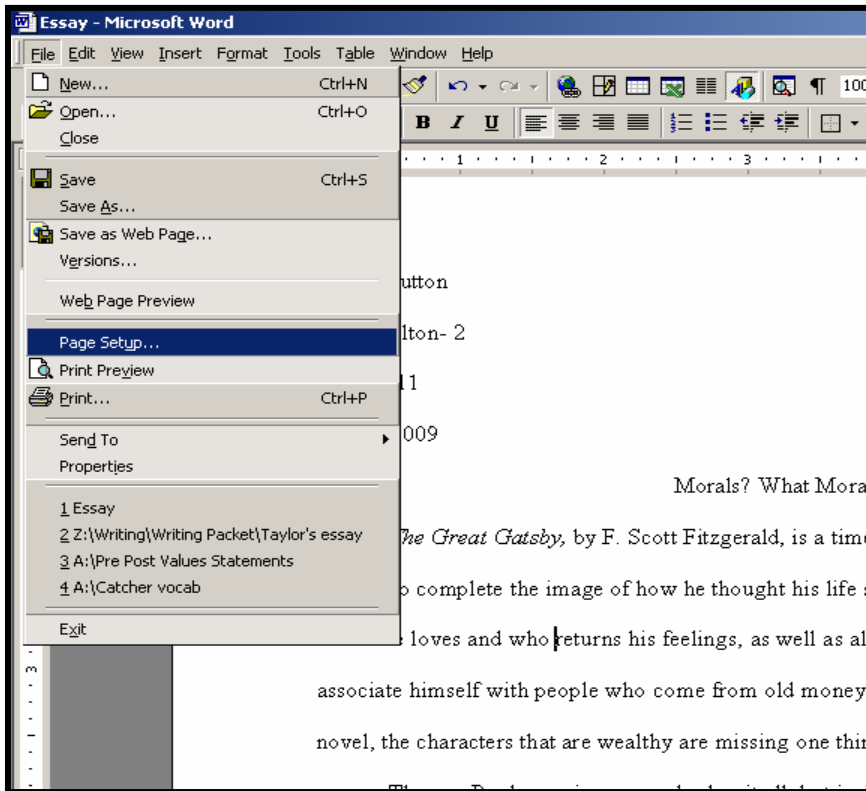 Essay - Microsoft Word
File Edit View Insert Format Tools Table Window Help
New... Ctrl+N
Open... Ctrl+O
Close
Save Ctrl+S
Save As...
Save as Web Page...
Versions...
Web Page Preview
Page Setup...
Print Preview
Print... Ctrl+P
Send To
Properties
1 Essay
2 Z:\Writing\Writing Packet\Taylor's essay
3 A:\Pre Post Values Statements
4 A:\Catcher vocab
Exit
100
B I U
1 2 3
utton
lton- 2
11
009
Morals? What Mora
The Great Gatsby, by F. Scott Fitzgerald, is a time
o complete the image of how he thought his life s
e loves and who returns his feelings, as well as al
associate himself with people who come from old money
novel, the characters that are wealthy are missing one thin
3